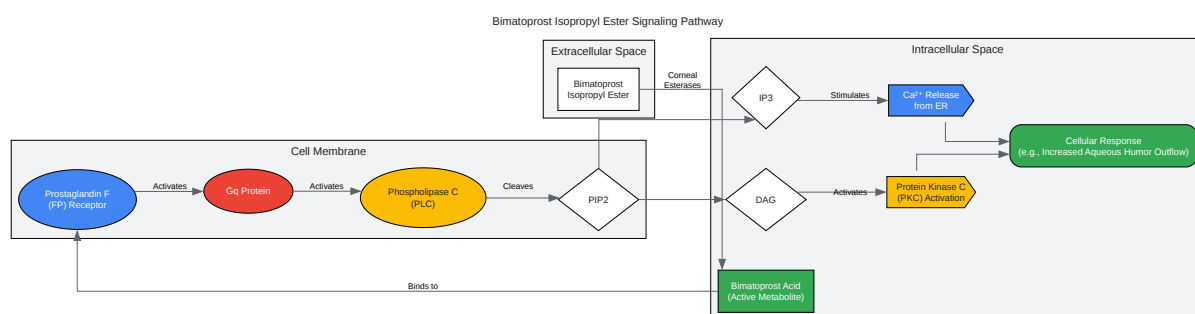 Bimatoprost Isopropyl Ester Signaling Pathway
Extracellular Space
Bimatoprost
Isopropyl Ester
Corneal
Esterases
Intracellular Space
IP3
Stimulates
Ca²⁺ Release
from ER
Cellular Response
(e.g., Increased Aqueous Humor Outflow)
Cell Membrane
Prostaglandin F
(FP) Receptor
Activates
Gq Protein
Activates
Phospholipase C
(PLC)
Cleaves
PIP2
DAG
Activates
Protein Kinase C
(PKC) Activation
Binds to
Bimatoprost Acid
(Active Metabolite)